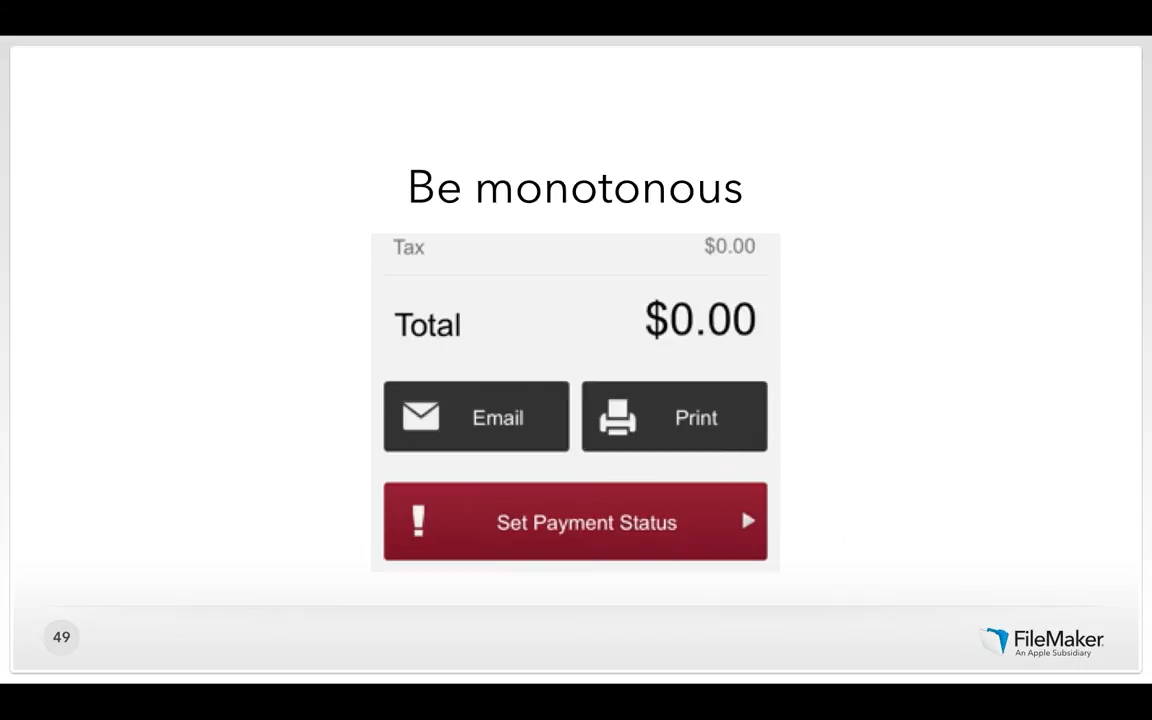 Be monotonous
Tax $0.00
Total $0.00
Email Print
! Set Payment Status
49
FileMaker
An Apple Subsidiary